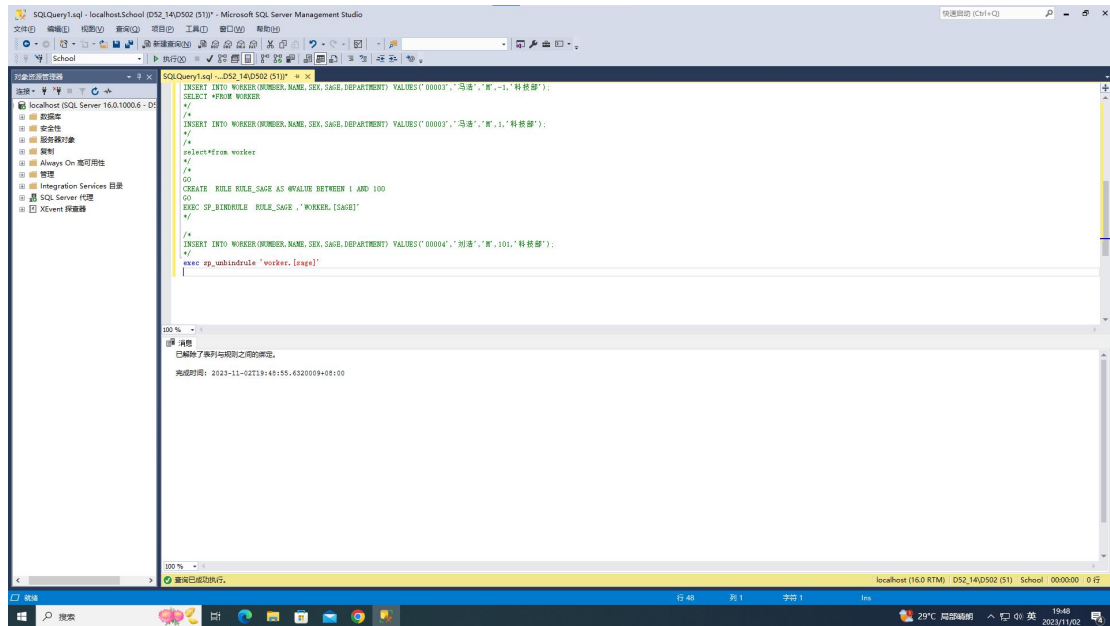 SQLQuery1.sql - localhost.School (D52_14\D502 (51))* - Microsoft SQL Server Management Studio
快速启动 (Ctrl+Q)
文件(F) 编辑(E) 视图(V) 查询(Q) 项目(P) 工具(T) 窗口(W) 帮助(H)
新建查询(N)
School
执行(X)
对象资源管理器
SQLQuery1.sql -...D52_14\D502 (51))*
连接
localhost (SQL Server 16.0.1000.6 - D5
数据库
安全性
服务器对象
复制
Always On 高可用性
管理
Integration Services 目录
SQL Server 代理
XEvent 探查器
INSERT INTO WORKER(NUMBER,NAME,SEX,SAGE,DEPARTMENT) VALUES('00003','冯浩','M',-1,'科技部');
SELECT *FROM WORKER
*/
/*
INSERT INTO WORKER(NUMBER,NAME,SEX,SAGE,DEPARTMENT) VALUES('00003','冯浩','M',1,'科技部');
*/
/*
select*from worker
*/
/*
GO
CREATE RULE RULE_SAGE AS @VALUE BETWEEN 1 AND 100
GO
EXEC SP_BINDRULE RULE_SAGE ,'WORKER.[SAGE]'
*/
/*
INSERT INTO WORKER(NUMBER,NAME,SEX,SAGE,DEPARTMENT) VALUES('00004','刘浩','M',101,'科技部');
*/
exec sp_unbindrule 'worker.[sage]'
100 %
消息
已解除了表列与规则之间的绑定。
完成时间: 2023-11-02T19:48:55.6320009+08:00
100 %
查询已成功执行。
localhost (16.0 RTM) D52_14\D502 (51) School 00:00:00 0 行
就绪
行 48 列 1 字符 1 Ins
搜索
29°C 局部晴朗 英 19:48
2023/11/02